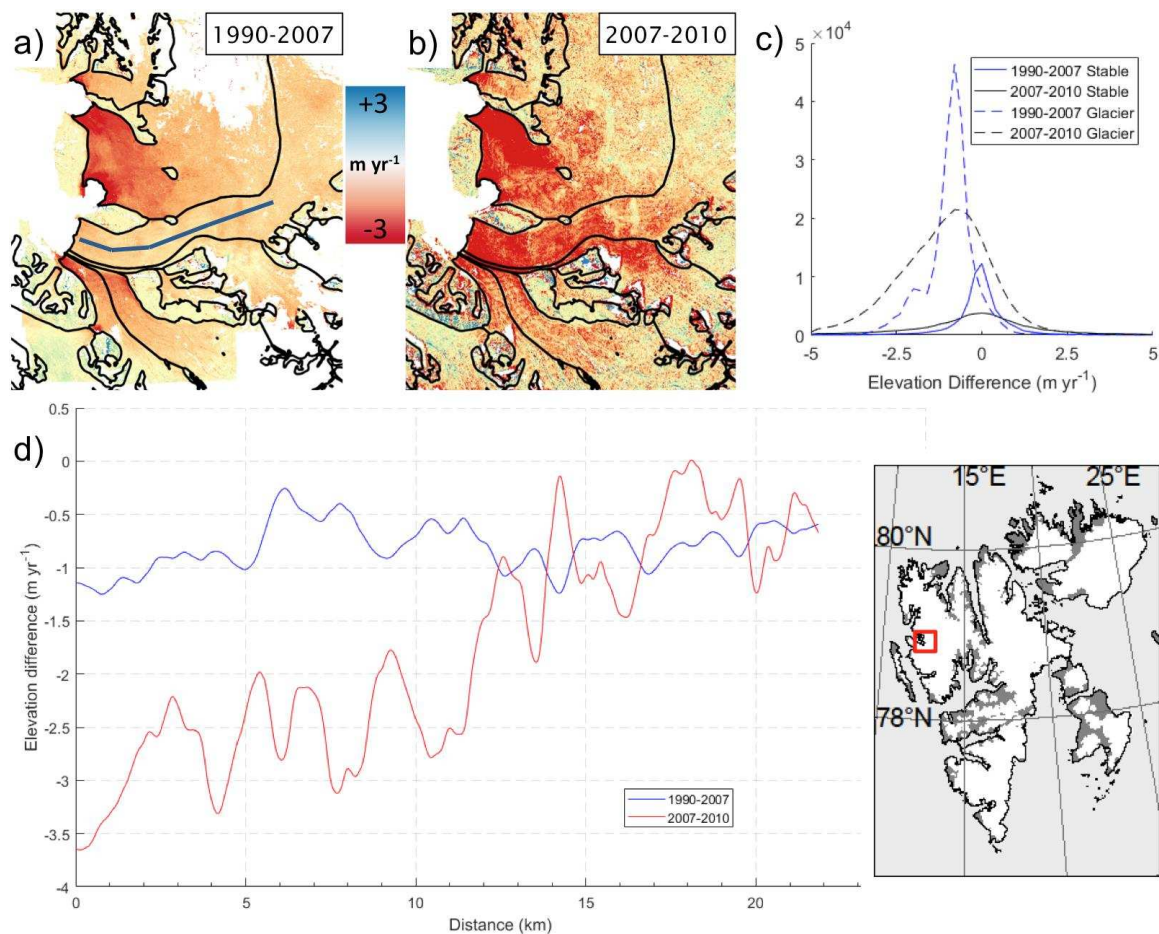 a)
1990-2007
b)
2007-2010
+3
m yr-1
-3
c)
×10^4
5
4
3
2
1
0
-5
-2.5
0
2.5
5
Elevation Difference (m yr-1)
1990-2007 Stable
2007-2010 Stable
1990-2007 Glacier
2007-2010 Glacier
d)
0.5
0
-0.5
-1
-1.5
-2
-2.5
-3
-3.5
-4
Elevation difference (m yr-1)
0
5
10
15
20
Distance (km)
1990-2007
2007-2010
15°E
25°E
80°N
78°N